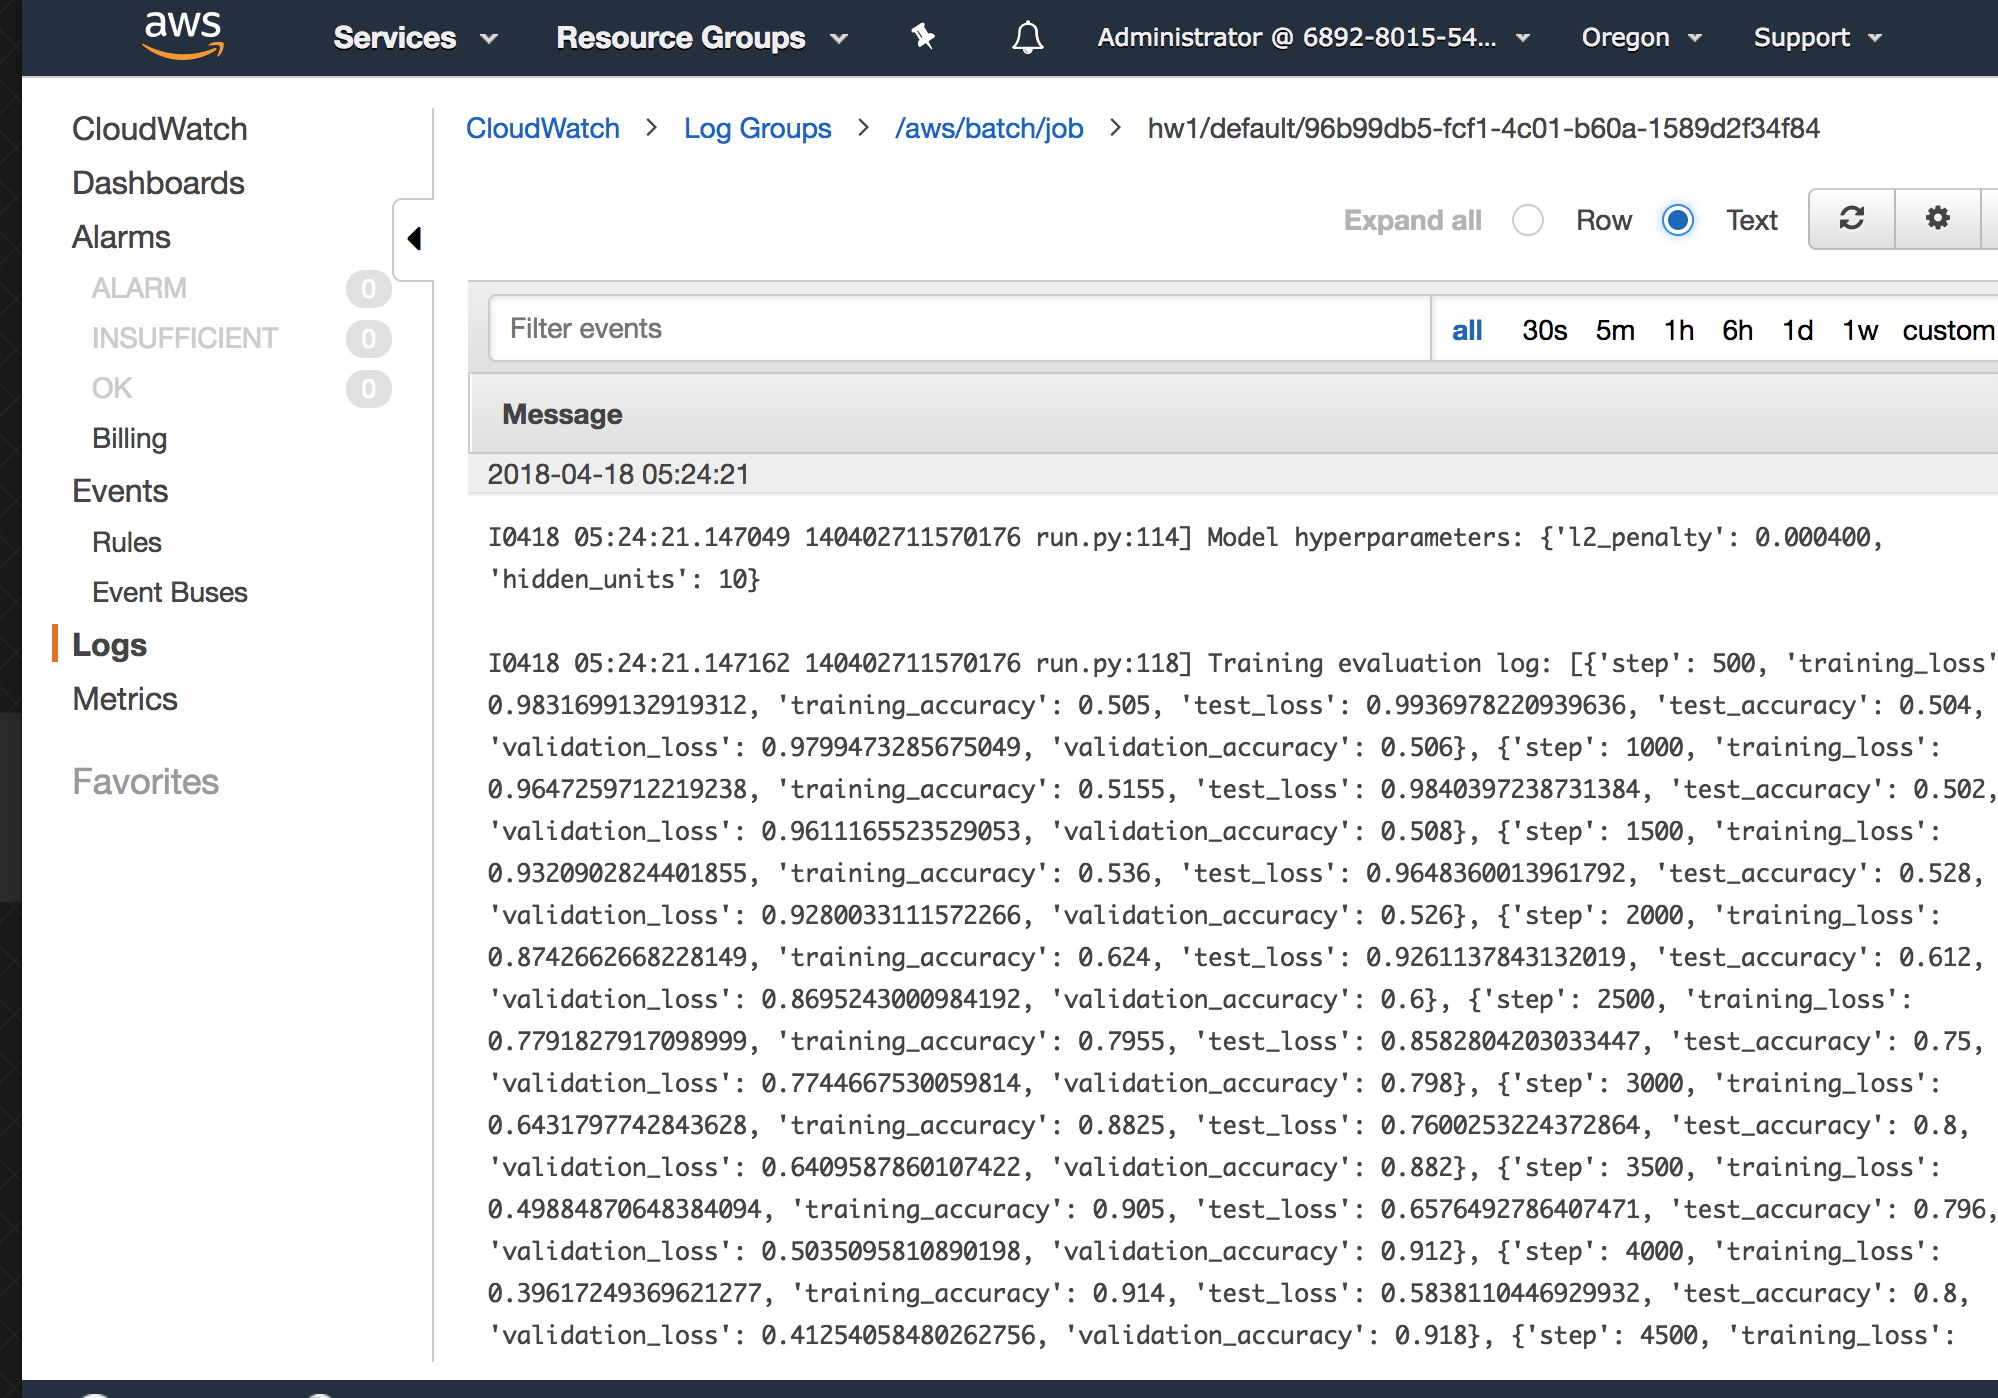 aws Services Resource Groups Administrator @ 6892-8015-54... Oregon Support
CloudWatch
Dashboards
Alarms
ALARM 0
INSUFFICIENT 0
OK 0
Billing
Events
Rules
Event Buses
Logs
Metrics
Favorites
CloudWatch > Log Groups > /aws/batch/job > hw1/default/96b99db5-fcf1-4c01-b60a-1589d2f34f84
Expand all Row Text
Filter events all 30s 5m 1h 6h 1d 1w custom
Message
2018-04-18 05:24:21
I0418 05:24:21.147049 140402711570176 run.py:114] Model hyperparameters: {'l2_penalty': 0.000400,
'hidden_units': 10}
I0418 05:24:21.147162 140402711570176 run.py:118] Training evaluation log: [{'step': 500, 'training_loss'
0.9831699132919312, 'training_accuracy': 0.505, 'test_loss': 0.9936978220939636, 'test_accuracy': 0.504,
'validation_loss': 0.9799473285675049, 'validation_accuracy': 0.506}, {'step': 1000, 'training_loss':
0.9647259712219238, 'training_accuracy': 0.5155, 'test_loss': 0.9840397238731384, 'test_accuracy': 0.502,
'validation_loss': 0.9611165523529053, 'validation_accuracy': 0.508}, {'step': 1500, 'training_loss':
0.9320902824401855, 'training_accuracy': 0.536, 'test_loss': 0.9648360013961792, 'test_accuracy': 0.528,
'validation_loss': 0.9280033111572266, 'validation_accuracy': 0.526}, {'step': 2000, 'training_loss':
0.8742662668228149, 'training_accuracy': 0.624, 'test_loss': 0.9261137843132019, 'test_accuracy': 0.612,
'validation_loss': 0.8695243000984192, 'validation_accuracy': 0.6}, {'step': 2500, 'training_loss':
0.7791827917098999, 'training_accuracy': 0.7955, 'test_loss': 0.8582804203033447, 'test_accuracy': 0.75,
'validation_loss': 0.7744667530059814, 'validation_accuracy': 0.798}, {'step': 3000, 'training_loss':
0.6431797742843628, 'training_accuracy': 0.8825, 'test_loss': 0.7600253224372864, 'test_accuracy': 0.8,
'validation_loss': 0.6409587860107422, 'validation_accuracy': 0.882}, {'step': 3500, 'training_loss':
0.49884870648384094, 'training_accuracy': 0.905, 'test_loss': 0.6576492786407471, 'test_accuracy': 0.796,
'validation_loss': 0.5035095810890198, 'validation_accuracy': 0.912}, {'step': 4000, 'training_loss':
0.39617249369621277, 'training_accuracy': 0.914, 'test_loss': 0.5838110446929932, 'test_accuracy': 0.8,
'validation_loss': 0.41254058480262756, 'validation_accuracy': 0.918}, {'step': 4500, 'training_loss':